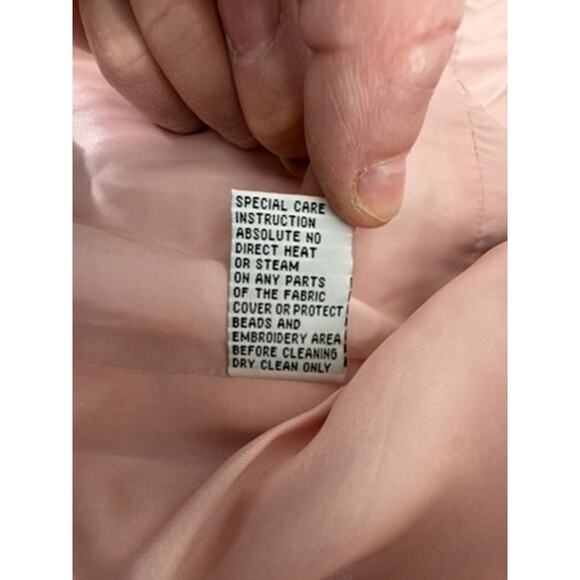 SPECIAL CARE
INSTRUCTION
ABSOLUTE NO
DIRECT HEAT
OR STEAM
ON ANY PARTS
OF THE FABRIC
COVER OR PROTECT
BEADS AND
EMBROIDERY AREA
BEFORE CLEANING
DRY CLEAN ONLY